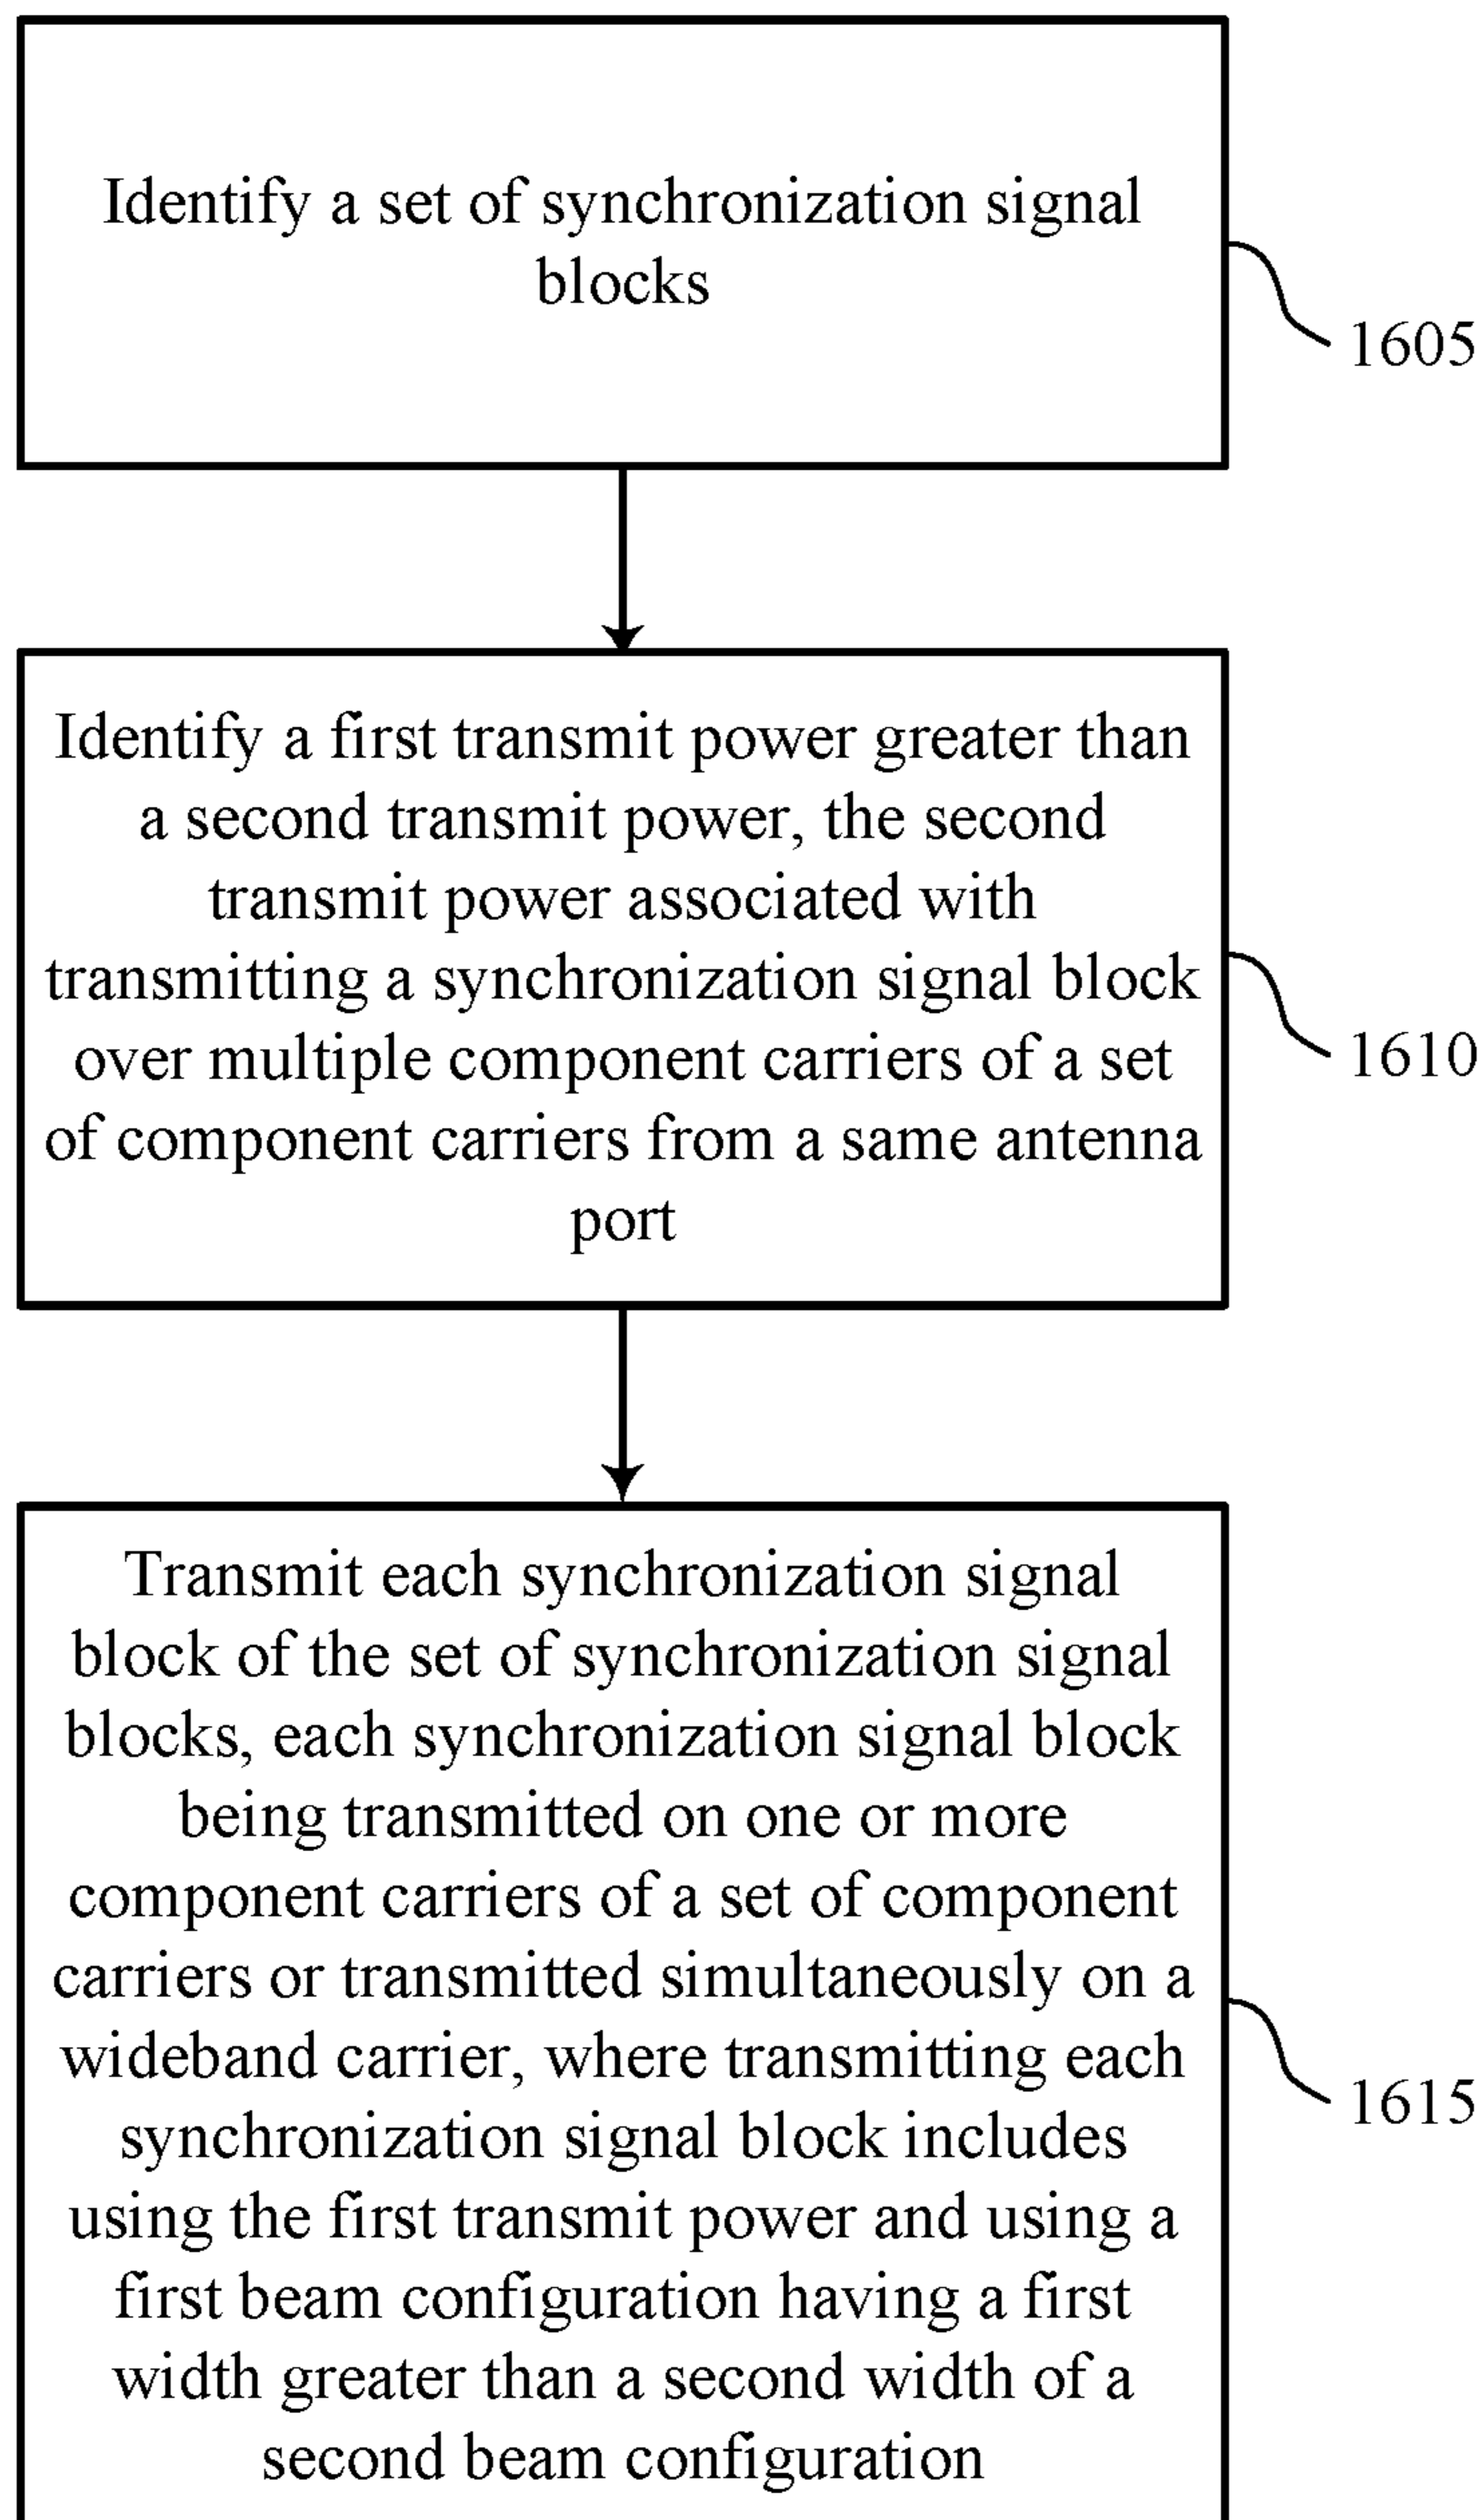 Identify a set of synchronization signal
blocks
1605
Identify a first transmit power greater than
a second transmit power, the second
transmit power associated with
transmitting a synchronization signal block
over multiple component carriers of a set
of component carriers from a same antenna
port
1610
Transmit each synchronization signal
block of the set of synchronization signal
blocks, each synchronization signal block
being transmitted on one or more
component carriers of a set of component
carriers or transmitted simultaneously on a
wideband carrier, where transmitting each
synchronization signal block includes
using the first transmit power and using a
first beam configuration having a first
width greater than a second width of a
second beam configuration
1615